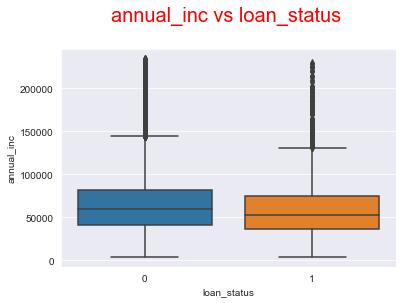 annual_inc vs loan_status
200000
150000
100000
50000
0
annual_inc
0 1
loan_status